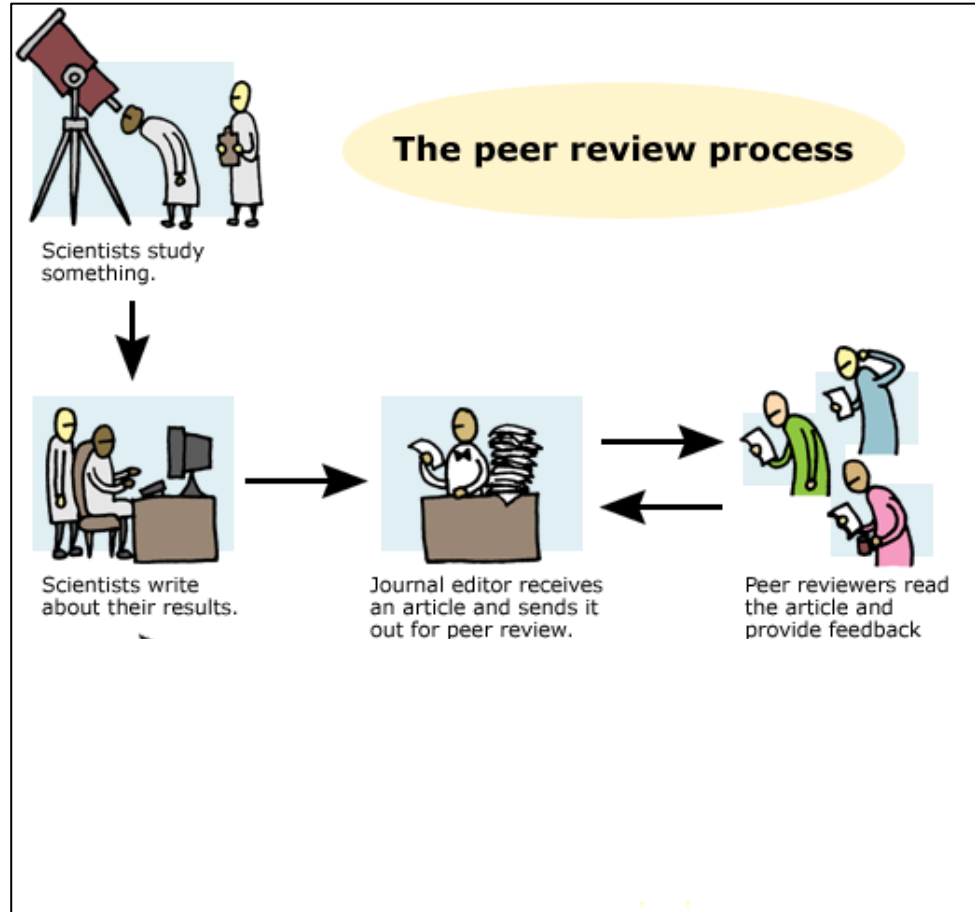 The peer review process
Scientists study
something.
Scientists write
about their results.
Journal editor receives
an article and sends it
out for peer review.
Peer reviewers read
the article and
provide feedback